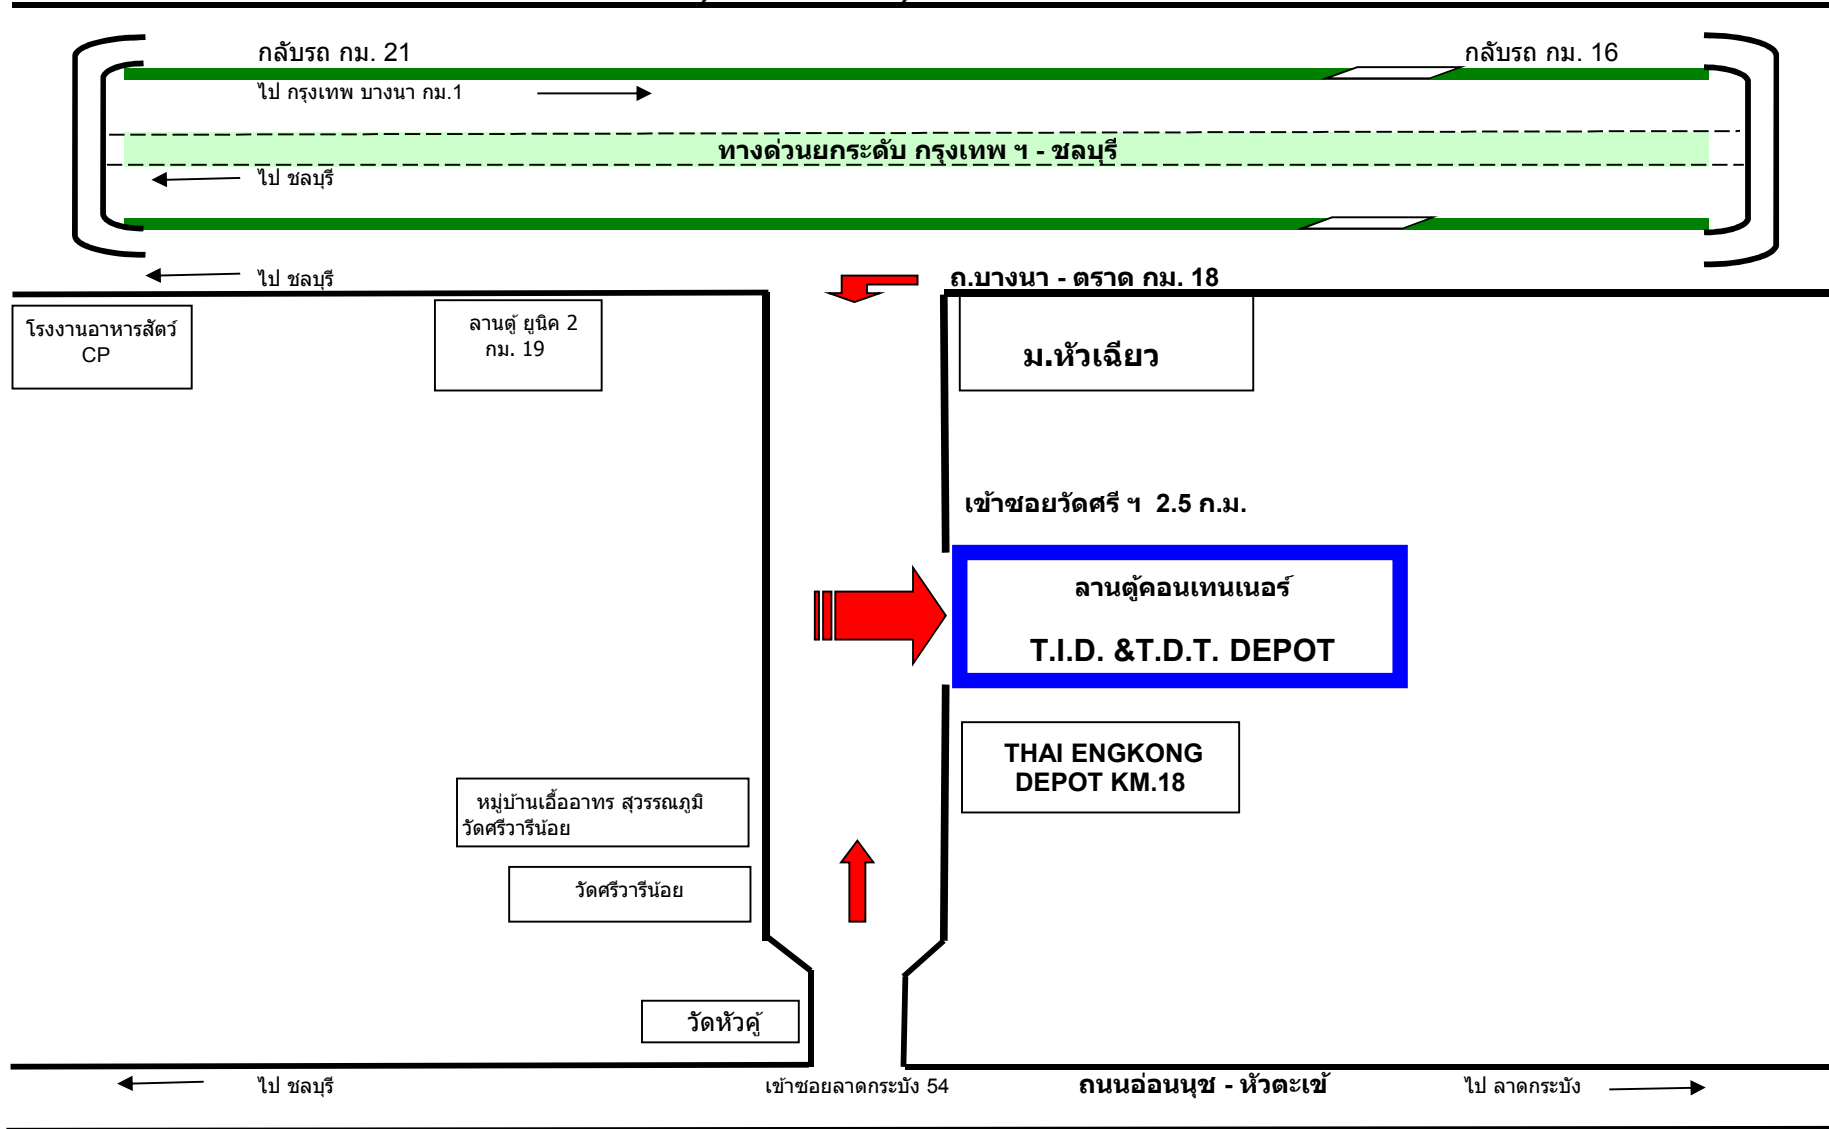 กลับรถ กม. 21
กลับรถ กม. 16
ไป กรุงเทพ บางนา กม.1
ทางด่วนยกระดับ กรุงเทพ ฯ - ชลบุรี
ไป ชลบุรี
ไป ชลบุรี
ถ.บางนา - ตราด กม. 18
โรงงานอาหารสัตว์
CP
ลานตู้ ยูนิค 2
กม. 19
ม.หัวเฉียว
เข้าซอยวัดศรี ฯ 2.5 ก.ม.
ลานตู้คอนเทนเนอร์
T.I.D. &T.D.T. DEPOT
THAI ENGKONG
DEPOT KM.18
หมู่บ้านเอื้ออาทร สุวรรณภูมิ
วัดศรีวารีน้อย
วัดศรีวารีน้อย
วัดหัวคู้
ไป ชลบุรี
เข้าซอยลาดกระบัง 54
ถนนอ่อนนุช - หัวตะเข้
ไป ลาดกระบัง